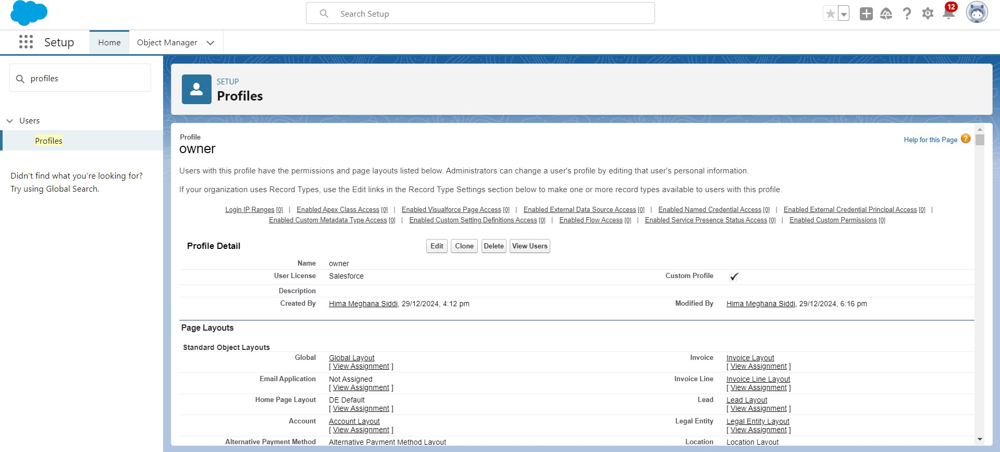 Search Setup
12
Setup
Home
Object Manager
profiles
Users
Profiles
Didn't find what you're looking for?
Try using Global Search.
SETUP
Profiles
Profile
owner
Help for this Page ?
Users with this profile have the permissions and page layouts listed below. Administrators can change a user's profile by editing that user's personal information.
If your organization uses Record Types, use the Edit links in the Record Type Settings section below to make one or more record types available to users with this profile.
Login IP Ranges [0] | Enabled Apex Class Access [0] | Enabled Visualforce Page Access [0] | Enabled External Data Source Access [0] | Enabled Named Credential Access [0] | Enabled External Credential Principal Access [0] |
Enabled Custom Metadata Type Access [0] | Enabled Custom Setting Definitions Access [0] | Enabled Flow Access [0] | Enabled Service Presence Status Access [0] | Enabled Custom Permissions [0]
Profile Detail Edit Clone Delete View Users
Name owner
User License Salesforce Custom Profile ✓
Description
Created By Hima Meghana Siddi, 29/12/2024, 4:12 pm Modified By Hima Meghana Siddi, 29/12/2024, 6:16 pm
Page Layouts
Standard Object Layouts
Global Global Layout Invoice Invoice Layout
[ View Assignment ] [ View Assignment ]
Email Application Not Assigned Invoice Line Invoice Line Layout
[ View Assignment ] [ View Assignment ]
Home Page Layout DE Default Lead Lead Layout
[ View Assignment ] [ View Assignment ]
Account Account Layout Legal Entity Legal Entity Layout
[ View Assignment ] [ View Assignment ]
Alternative Payment Method Alternative Payment Method Layout Location Location Layout